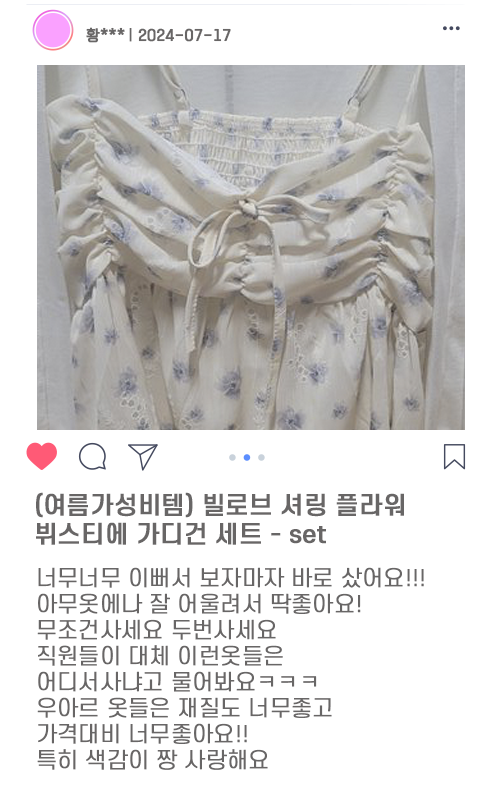 황*** | 2024-07-17
(여름가성비템) 빌로브 셔링 플라워
뷔스티에 가디건 세트 - set
너무너무 이뻐서 보자마자 바로 샀어요!!!
아무옷에나 잘 어울려서 딱좋아요!
무조건사세요 두번사세요
직원들이 대체 이런옷들은
어디서사냐고 물어봐요ㅋㅋㅋ
우아르 옷들은 재질도 너무좋고
가격대비 너무좋아요!!
특히 색감이 짱 사랑해요